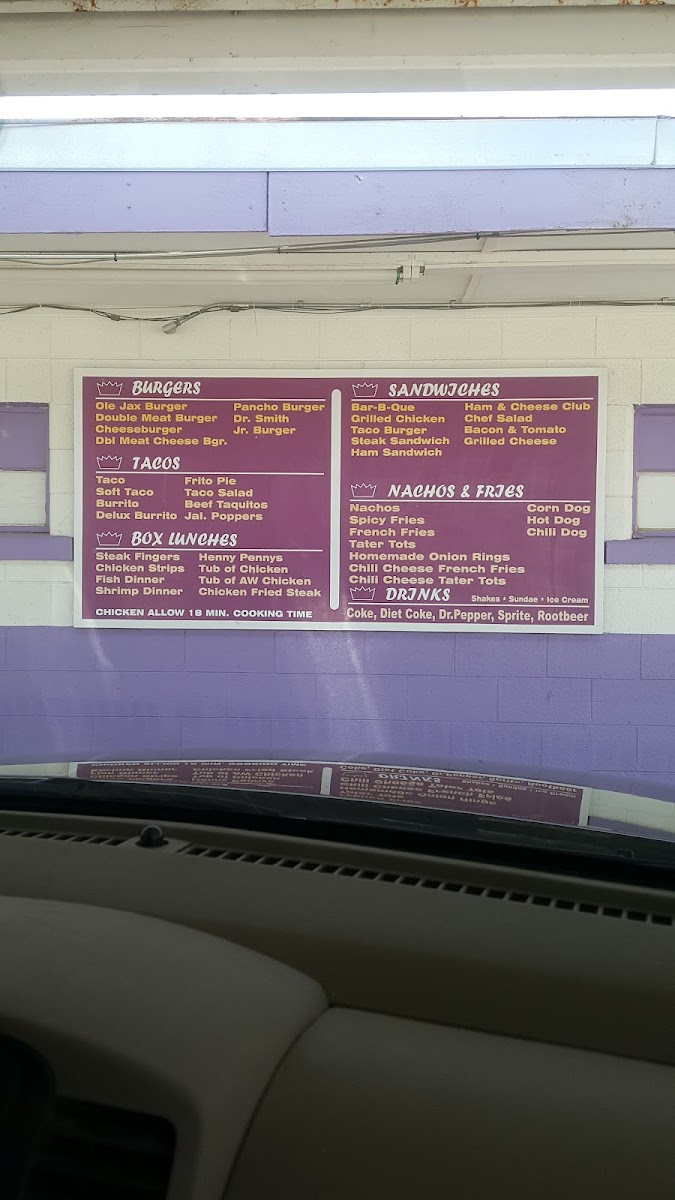 BURGERS
Ole Jax Burger Pancho Burger
Double Meat Burger Dr. Smith
Cheeseburger Jr. Burger
Dbl Meat Cheese Bgr.
TACOS
Taco Frito Pie
Soft Taco Taco Salad
Burrito Beef Taquitos
Delux Burrito Jal. Poppers
BOX LUNCHES
Steak Fingers Henny Pennys
Chicken Strips Tub of Chicken
Fish Dinner Tub of AW Chicken
Shrimp Dinner Chicken Fried Steak
CHICKEN ALLOW 18 MIN. COOKING TIME
SANDWICHES
Bar-B-Que Ham & Cheese Club
Grilled Chicken Chef Salad
Taco Burger Bacon & Tomato
Steak Sandwich Grilled Cheese
Ham Sandwich
NACHOS & FRIES
Nachos Corn Dog
Spicy Fries Hot Dog
French Fries Chili Dog
Tater Tots
Homemade Onion Rings
Chili Cheese French Fries
Chili Cheese Tater Tots
DRINKS Shakes • Sundae • Ice Cream
Coke, Diet Coke, Dr.Pepper, Sprite, Rootbeer